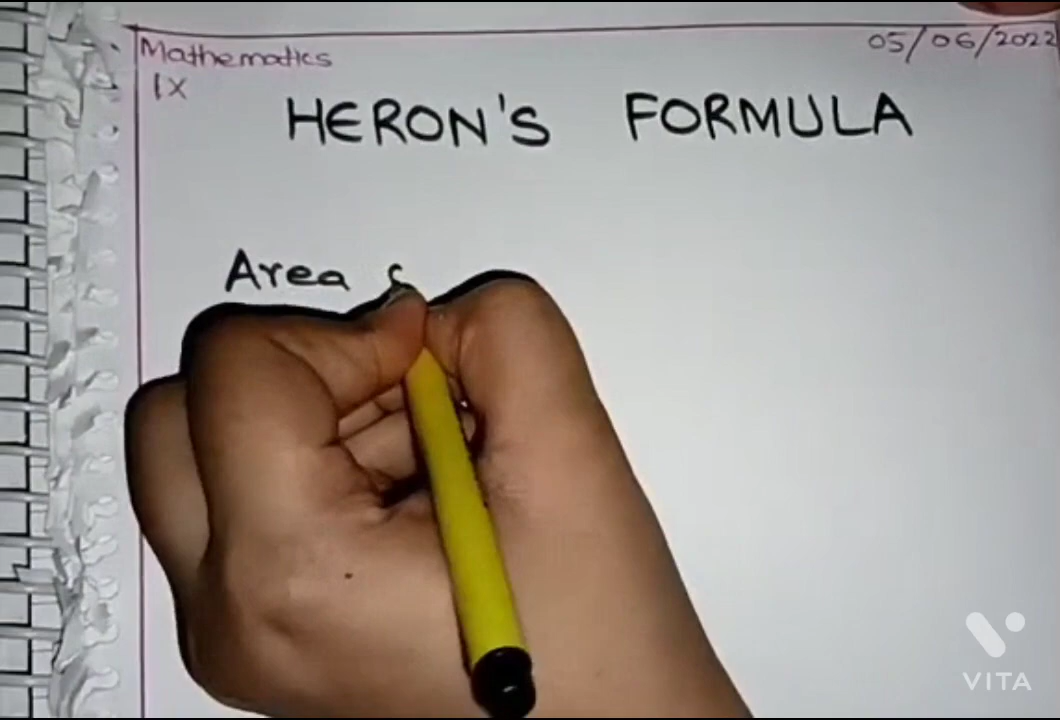 Mathematics
05/06/2022
IX
HERON'S FORMULA
Area
VITA